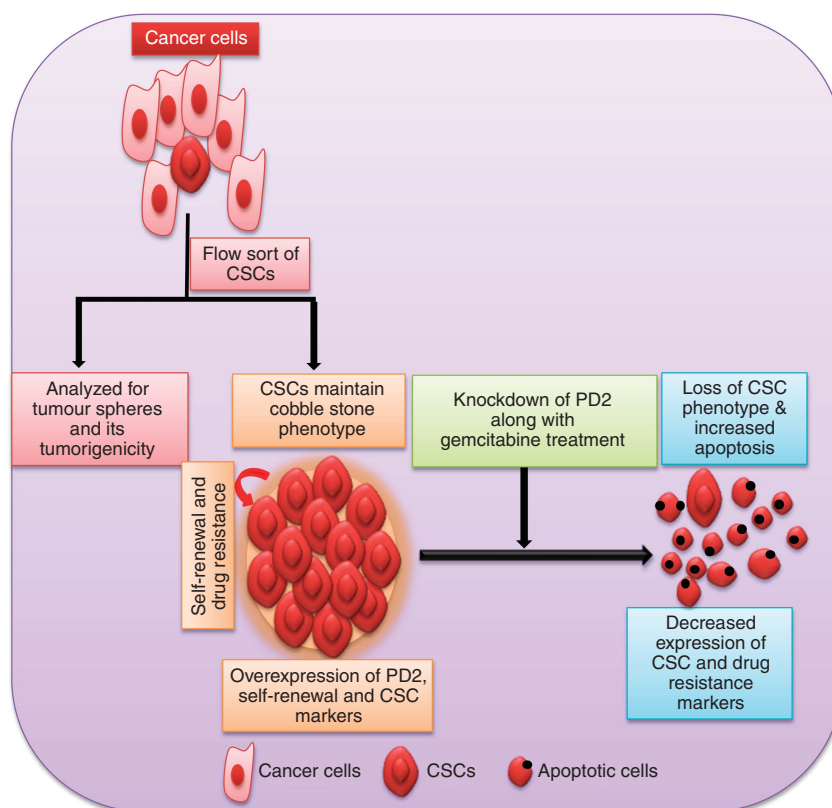 Cancer cells
Flow sort of
CSCs
Analyzed for
tumour spheres
and its
tumorigenicity
CSCs maintain
cobble stone
phenotype
Knockdown of PD2
along with
gemcitabine treatment
Loss of CSC
phenotype &
increased
apoptosis
Self-renewal and
drug resistance
Overexpression of PD2,
self-renewal and CSC
markers
Decreased
expression of
CSC and drug
resistance
markers
Cancer cells
CSCs
Apoptotic cells